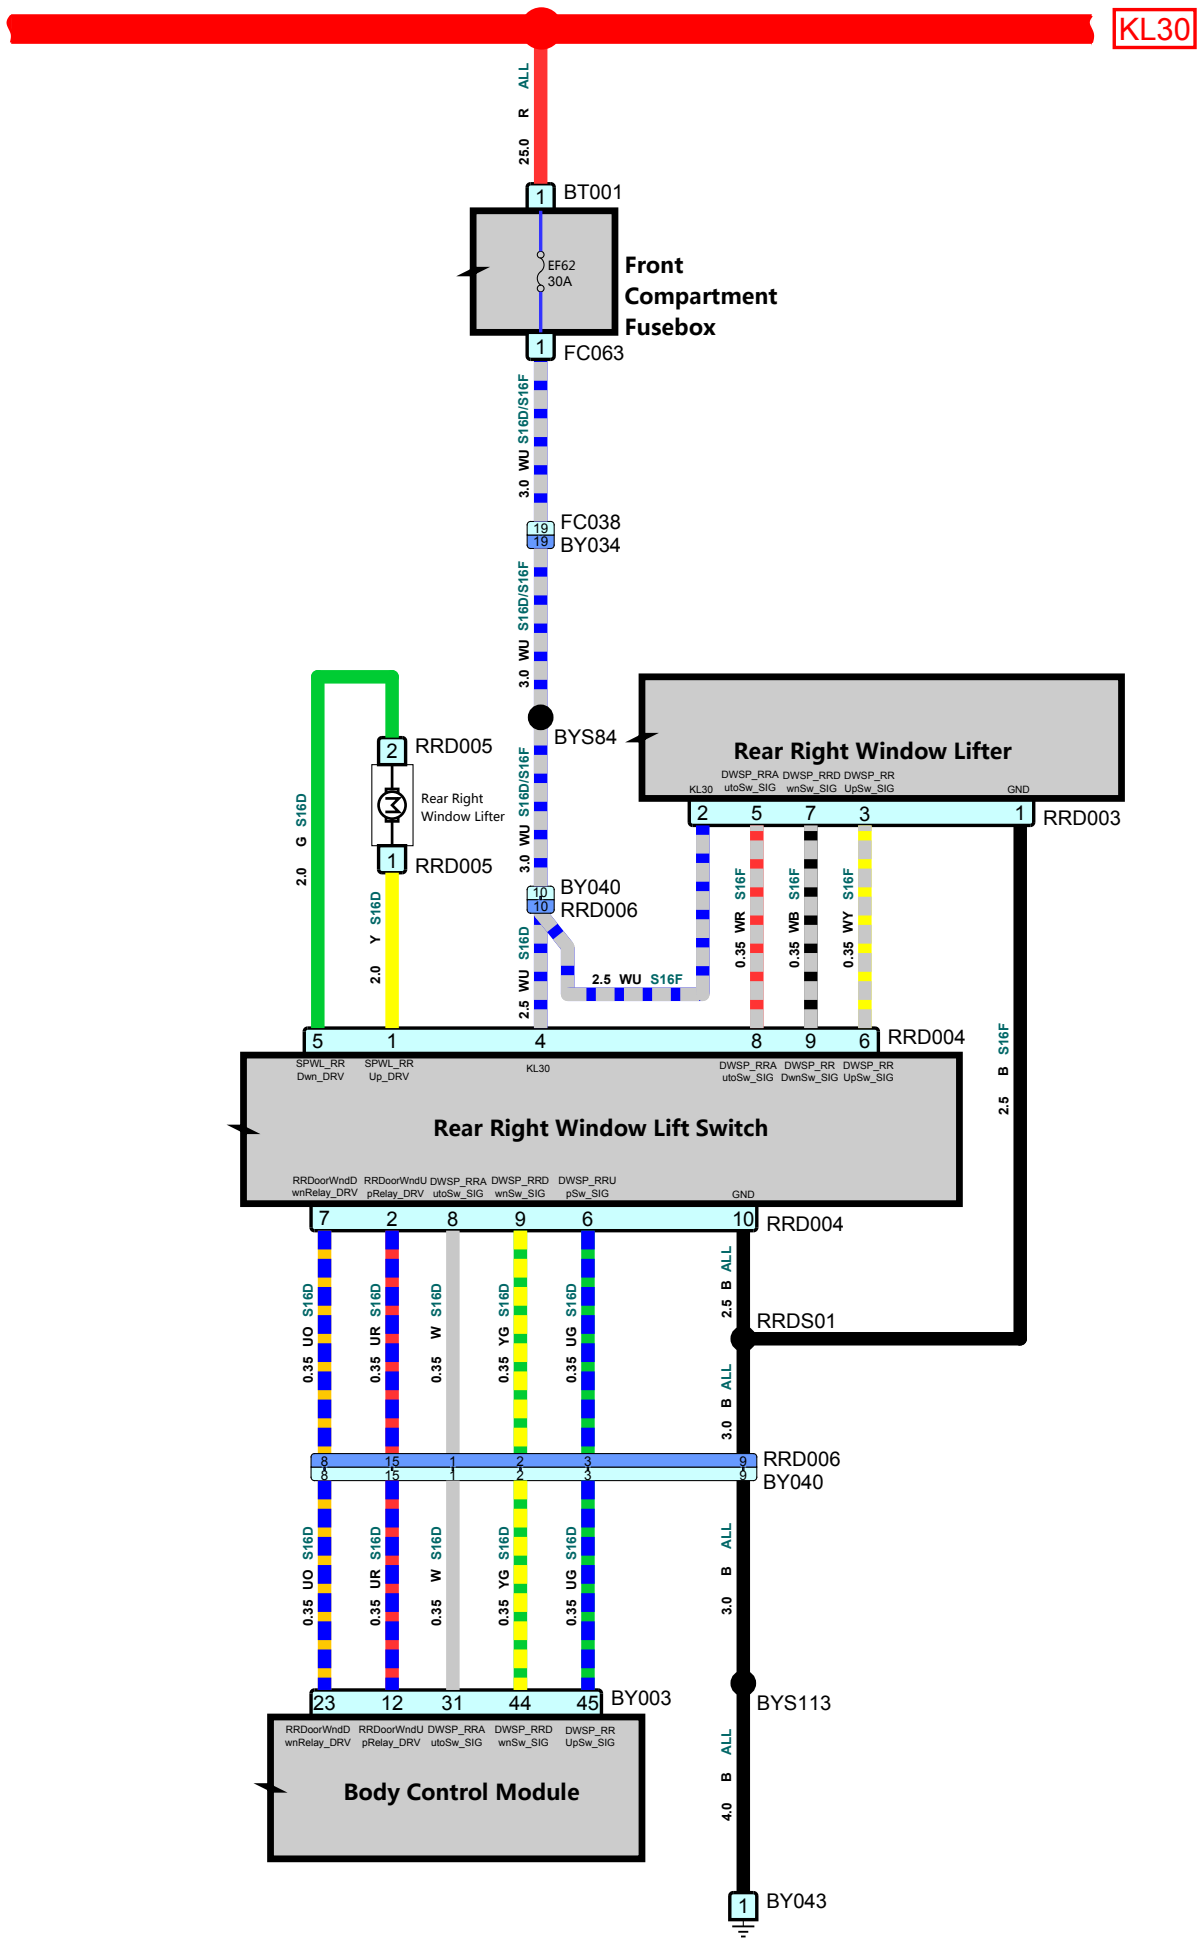 KL30
25.0 R ALL
1 BT001
EF62
30A
Front
Compartment
Fusebox
1
FC063
3.0 WU S16D/S16F
19 FC038
19 BY034
3.0 WU S16D/S16F
BYS84
Rear Right Window Lifter
KL30
DWSP_RRA
utoSw_SIG
DWSP_RRD
wnSw_SIG
DWSP_RR
UpSw_SIG
GND
2 5 7 3 1 RRD003
2 RRD005
Rear Right
Window Lifter
1 RRD005
2.0 G S16D
2.0 Y S16D
3.0 WU S16D/S16F
10 BY040
10 RRD006
2.5 WU S16D
2.5 WU S16F
0.35 WR S16F
0.35 WB S16F
0.35 WY S16F
2.5 B S16F
5 1 4 8 9 6 RRD004
SPWL_RR
Dwn_DRV
SPWL_RR
Up_DRV
KL30
DWSP_RRA
utoSw_SIG
DWSP_RR
DwnSw_SIG
DWSP_RR
UpSw_SIG
Rear Right Window Lift Switch
RRDoorWndD
wnRelay_DRV
RRDoorWndU
pRelay_DRV
DWSP_RRA
utoSw_SIG
DWSP_RRD
wnSw_SIG
DWSP_RRU
pSw_SIG
GND
7 2 8 9 6 10 RRD004
0.35 UO S16D
0.35 UR S16D
0.35 W S16D
0.35 YG S16D
0.35 UG S16D
2.5 B ALL
RRDS01
3.0 B ALL
8 15 1 2 3 9 RRD006
8 15 1 2 3 9 BY040
0.35 UO S16D
0.35 UR S16D
0.35 W S16D
0.35 YG S16D
0.35 UG S16D
3.0 B ALL
23 12 31 44 45 BY003
BYS113
RRDoorWndD
wnRelay_DRV
RRDoorWndU
pRelay_DRV
DWSP_RRA
utoSw_SIG
DWSP_RRD
wnSw_SIG
DWSP_RR
UpSw_SIG
Body Control Module
4.0 B ALL
1 BY043